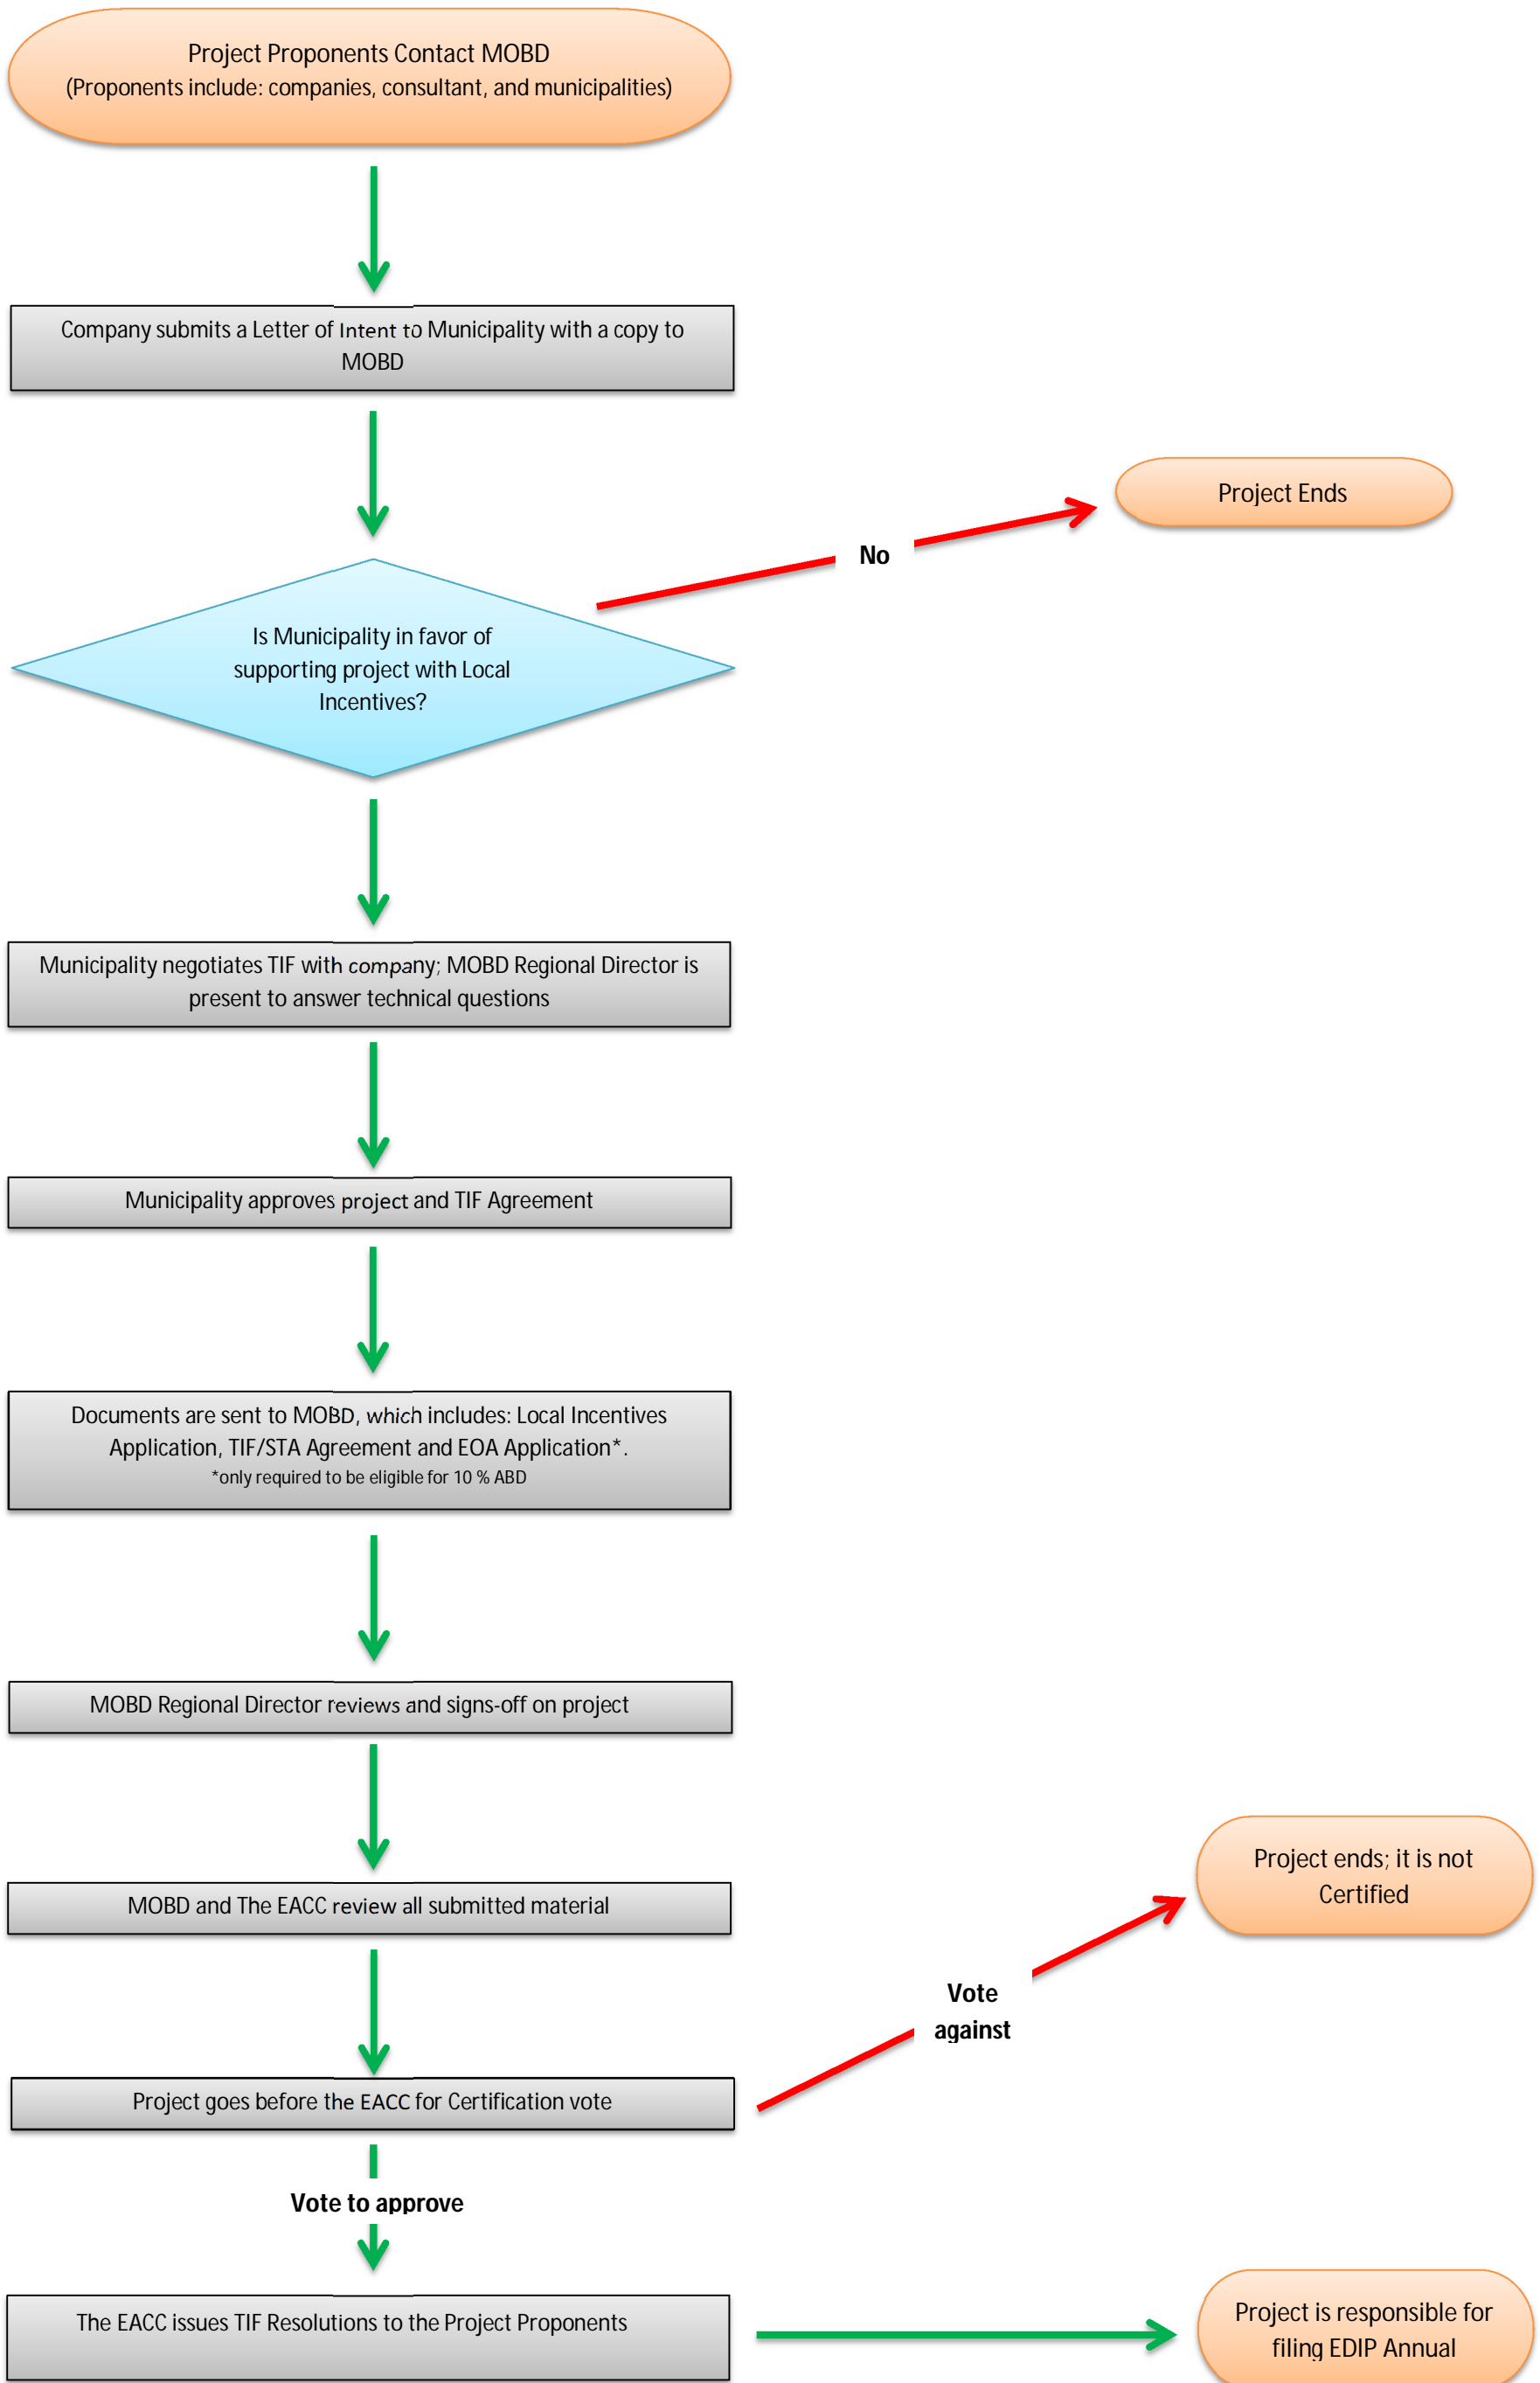 Project Proponents Contact MOBD
(Proponents include: companies, consultant, and municipalities)
Company submits a Letter of Intent to Municipality with a copy to
MOBD
Project Ends
No
Is Municipality in favor of
supporting project with Local
Incentives?
Municipality negotiates TIF with company; MOBD Regional Director is
present to answer technical questions
Municipality approves project and TIF Agreement
Documents are sent to MOBD, which includes: Local Incentives
Application, TIF/STA Agreement and EOA Application*.
*only required to be eligible for 10 % ABD
MOBD Regional Director reviews and signs-off on project
Project ends; it is not
Certified
MOBD and The EACC review all submitted material
Vote
against
Project goes before the EACC for Certification vote
Vote to approve
The EACC issues TIF Resolutions to the Project Proponents
Project is responsible for
filing EDIP Annual